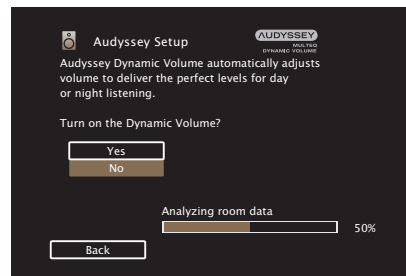 Audyssey Setup
AUDYSSEY
MULTEQ
DYNAMIC VOLUME
Audyssey Dynamic Volume automatically adjusts
volume to deliver the perfect levels for day
or night listening.
Turn on the Dynamic Volume?
Yes
No
Analyzing room data
50%
Back